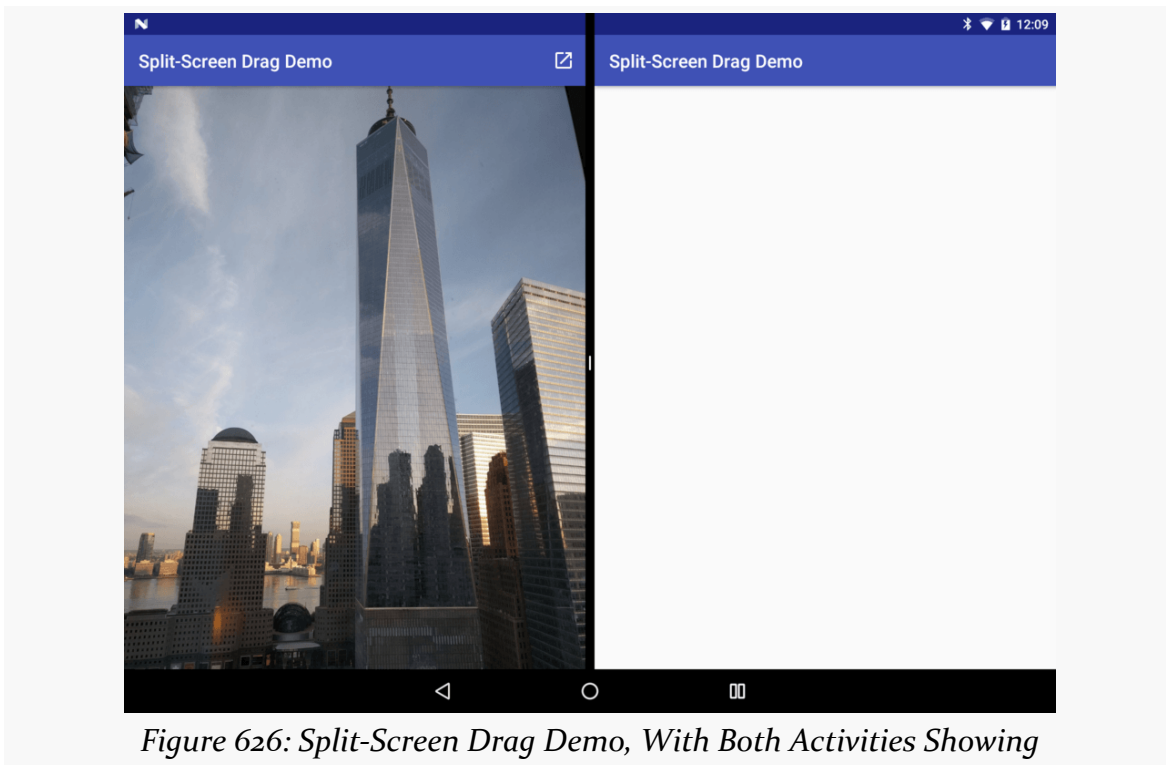 12:09
Split-Screen Drag Demo
Split-Screen Drag Demo
Figure 626: Split-Screen Drag Demo, With Both Activities Showing